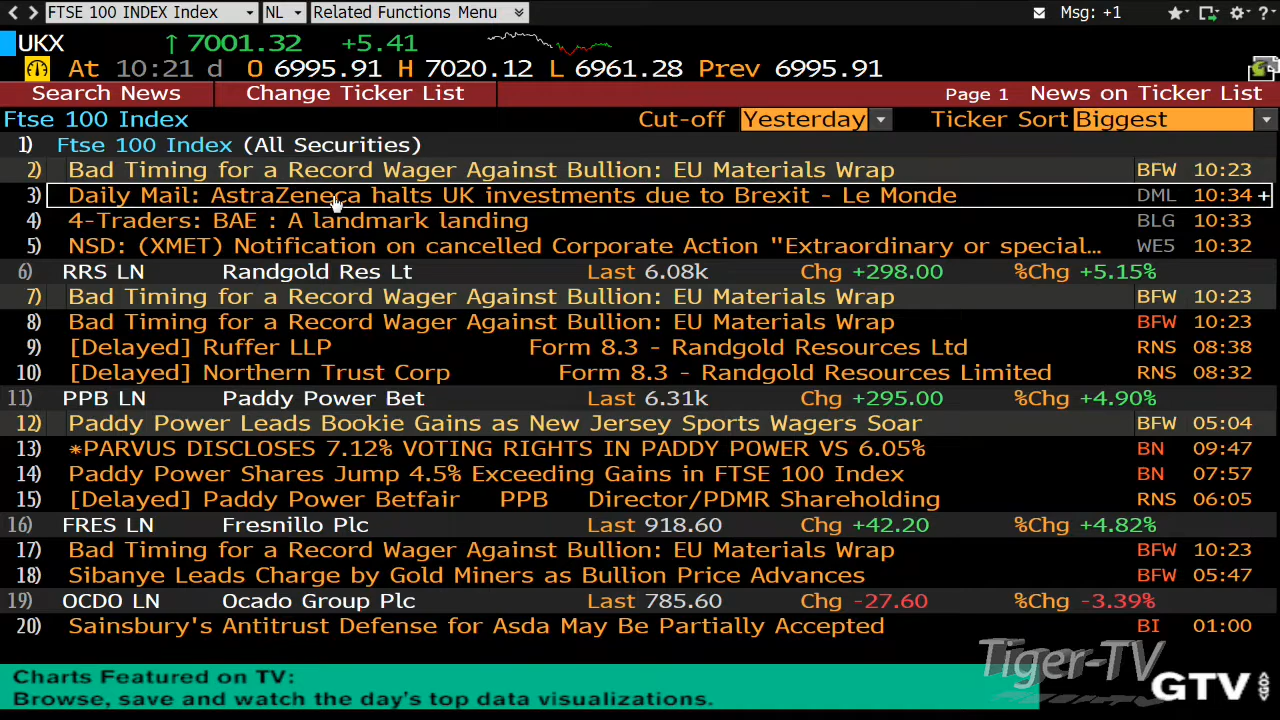 FTSE 100 INDEX Index NL Related Functions Menu Msg: +1
UKX ↑ 7001.32 +5.41
At 10:21 d O 6995.91 H 7020.12 L 6961.28 Prev 6995.91
Search News Change Ticker List Page 1 News on Ticker List
Ftse 100 Index Cut-off Yesterday Ticker Sort Biggest
1) Ftse 100 Index (All Securities)
2) Bad Timing for a Record Wager Against Bullion: EU Materials Wrap BFW 10:23
3) Daily Mail: AstraZeneca halts UK investments due to Brexit - Le Monde DML 10:34 +
4) 4-Traders: BAE : A landmark landing BLG 10:33
5) NSD: (XMET) Notification on cancelled Corporate Action "Extraordinary or special... WE5 10:32
6) RRS LN Randgold Res Lt Last 6.08k Chg +298.00 %Chg +5.15%
7) Bad Timing for a Record Wager Against Bullion: EU Materials Wrap BFW 10:23
8) Bad Timing for a Record Wager Against Bullion: EU Materials Wrap BFW 10:23
9) [Delayed] Ruffer LLP Form 8.3 - Randgold Resources Ltd RNS 08:38
10) [Delayed] Northern Trust Corp Form 8.3 - Randgold Resources Limited RNS 08:32
11) PPB LN Paddy Power Bet Last 6.31k Chg +295.00 %Chg +4.90%
12) Paddy Power Leads Bookie Gains as New Jersey Sports Wagers Soar BFW 05:04
13) *PARVUS DISCLOSES 7.12% VOTING RIGHTS IN PADDY POWER VS 6.05% BN 09:47
14) Paddy Power Shares Jump 4.5% Exceeding Gains in FTSE 100 Index BN 07:57
15) [Delayed] Paddy Power Betfair PPB Director/PDMR Shareholding RNS 06:05
16) FRES LN Fresnillo Plc Last 918.60 Chg +42.20 %Chg +4.82%
17) Bad Timing for a Record Wager Against Bullion: EU Materials Wrap BFW 10:23
18) Sibanye Leads Charge by Gold Miners as Bullion Price Advances BFW 05:47
19) OCDO LN Ocado Group Plc Last 785.60 Chg -27.60 %Chg -3.39%
20) Sainsbury's Antitrust Defense for Asda May Be Partially Accepted BI 01:00
Tiger-TV
Charts Featured on TV:
Browse, save and watch the day's top data visualizations.
GTV